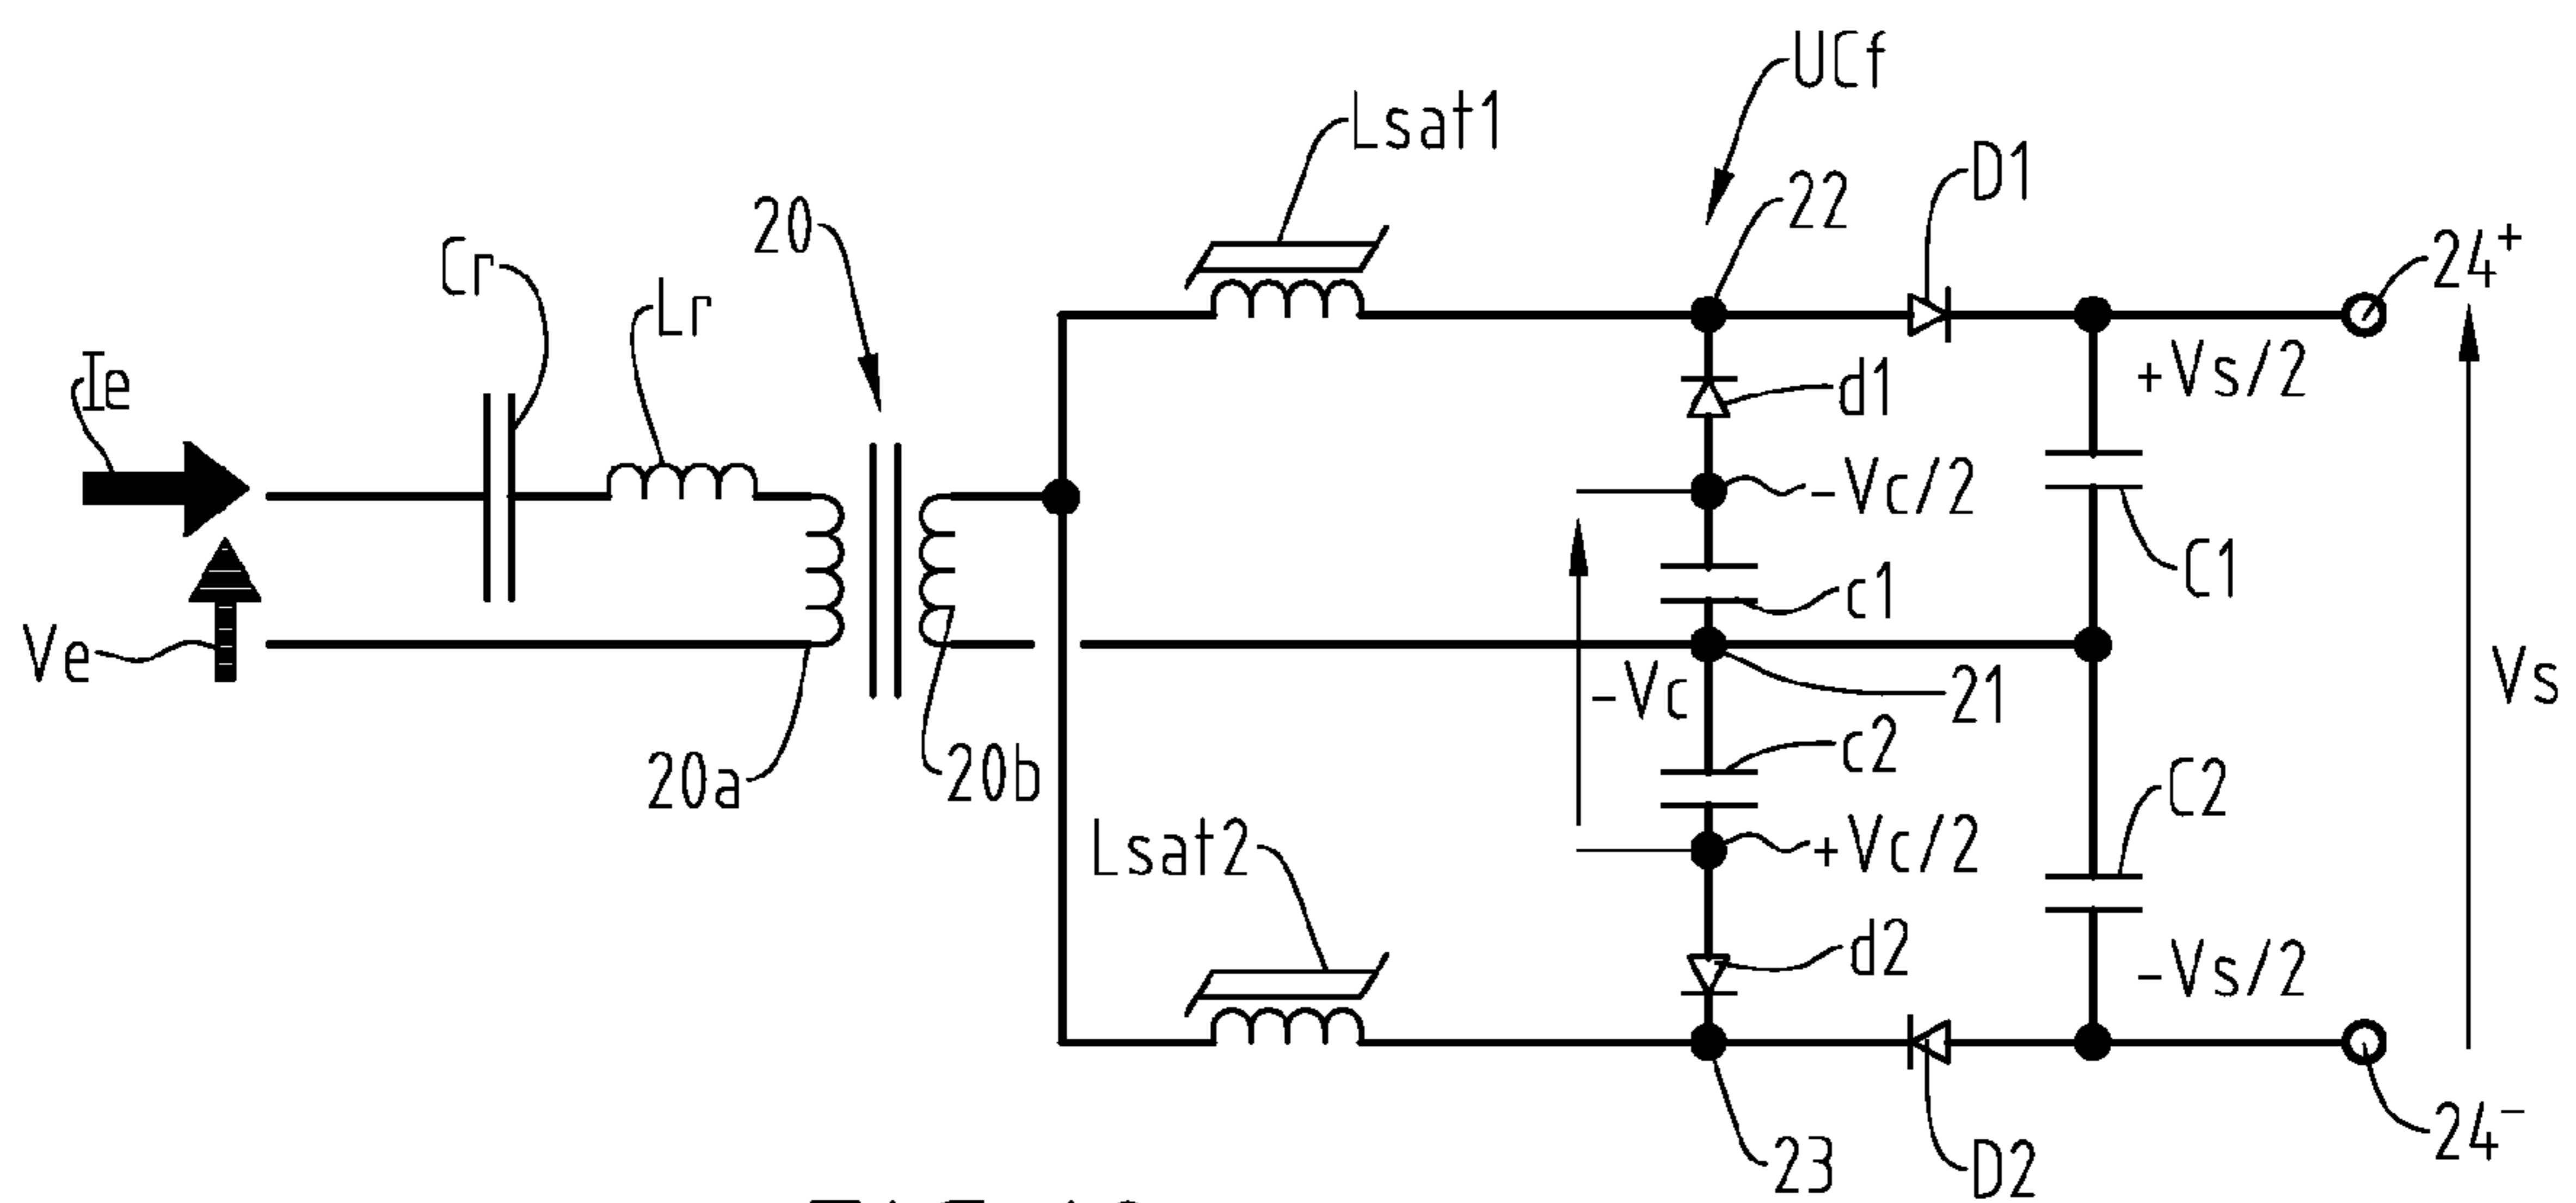 UCf
Lsat1
D1
22
20
24+
Cr
Lr
+Vs/2
Ie
d1
-Vc/2
C1
c1
Ve
-Vc
21
Vs
c2
20a
20b
C2
Lsat2
+Vc/2
d2
-Vs/2
24-
23
D2